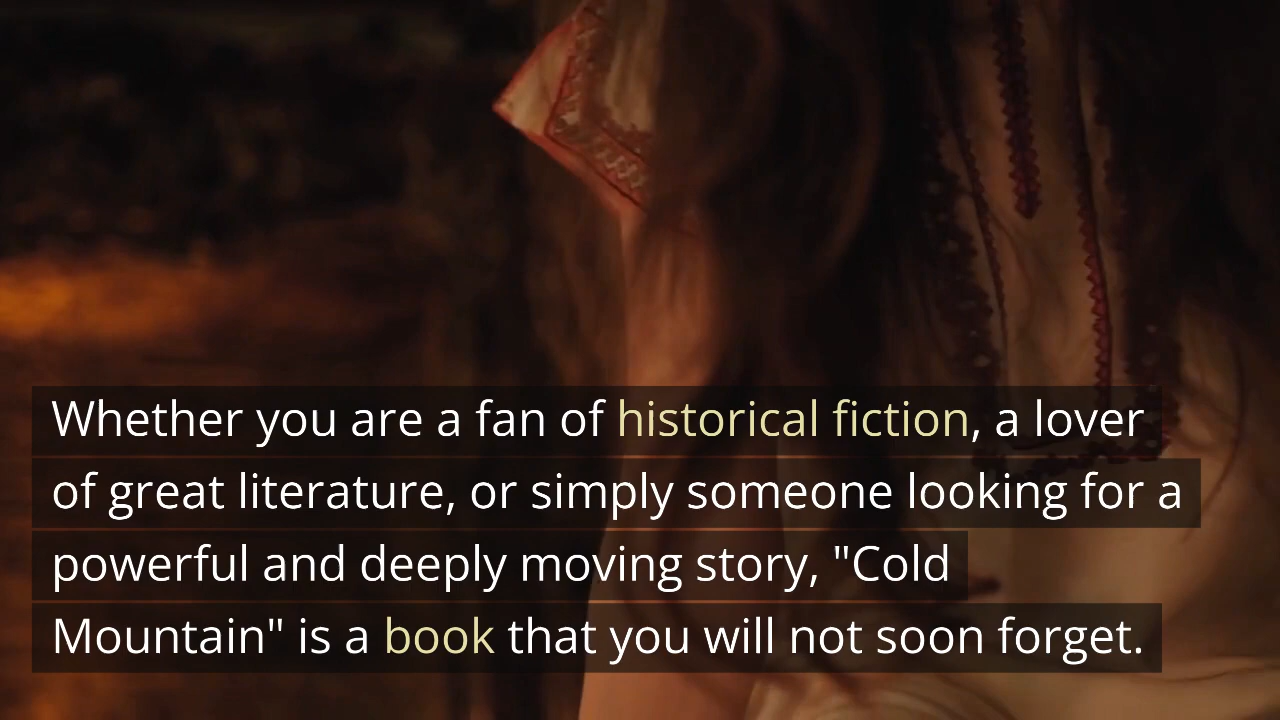 Whether you are a fan of historical fiction, a lover
of great literature, or simply someone looking for a
powerful and deeply moving story, "Cold
Mountain" is a book that you will not soon forget.